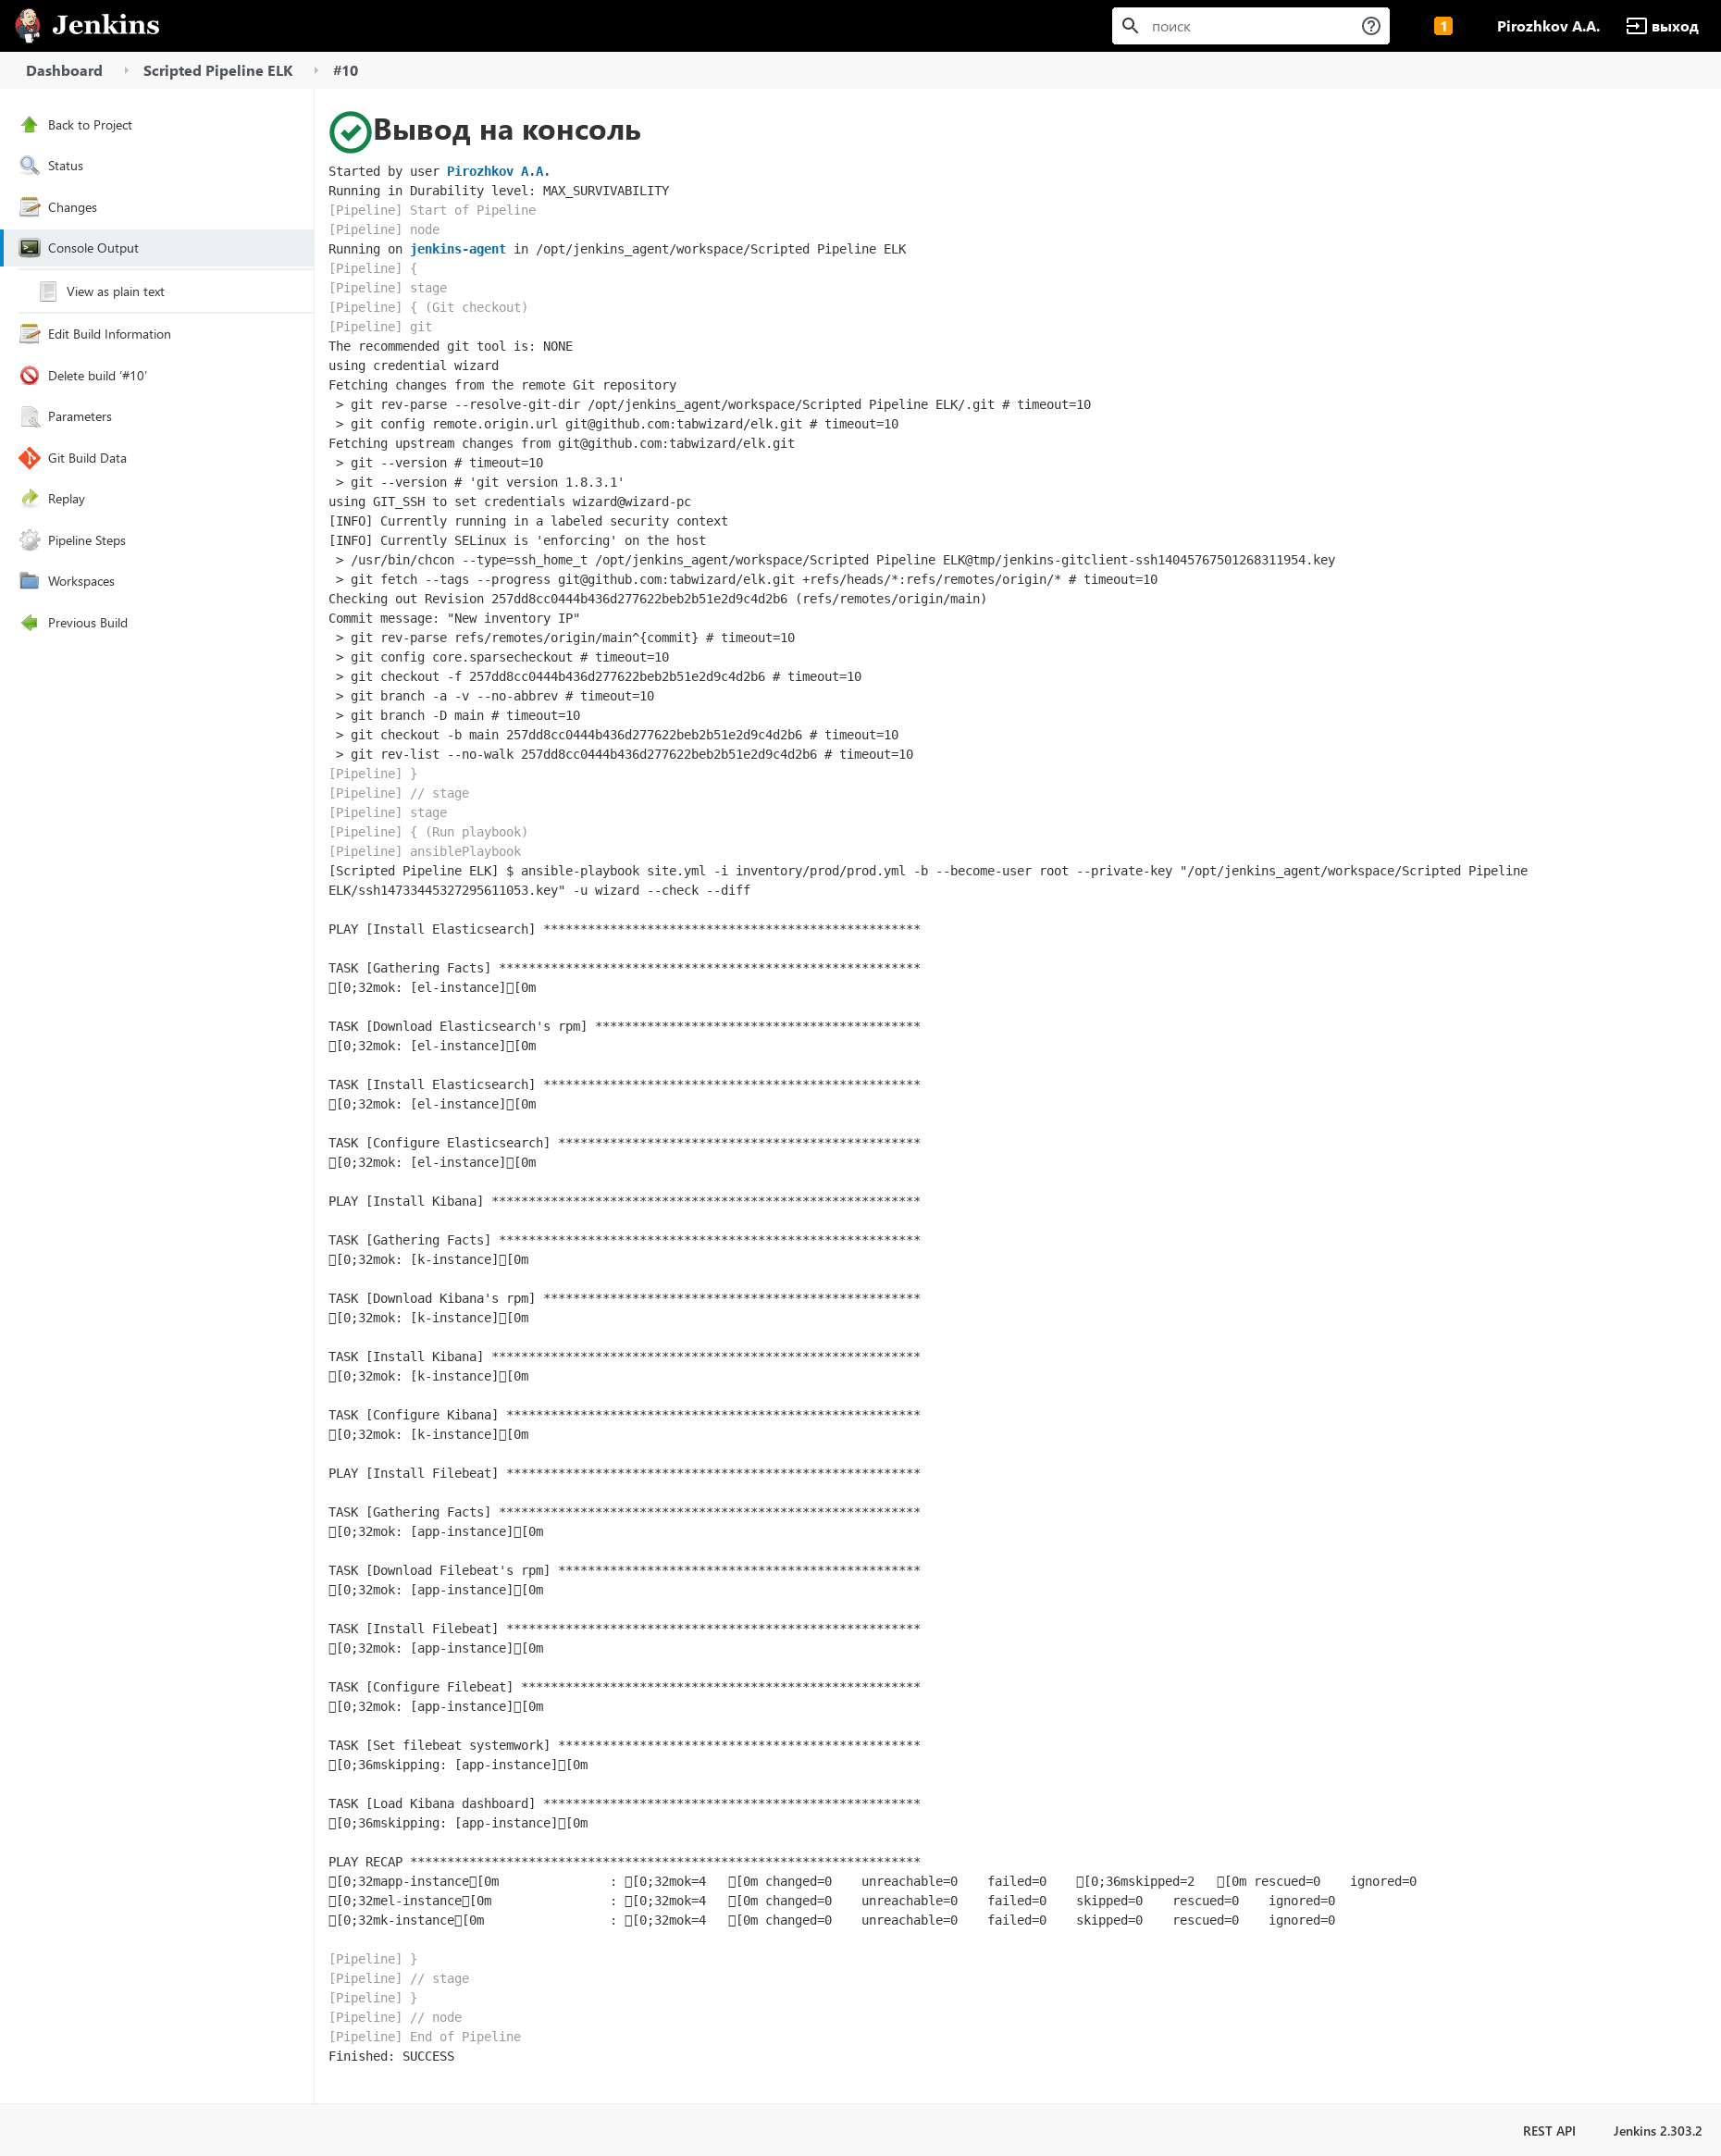 Jenkins
поиск
1
Pirozhkov A.A.
выход
Dashboard
Scripted Pipeline ELK
#10
Back to Project
Status
Changes
Console Output
View as plain text
Edit Build Information
Delete build ‘#10’
Parameters
Git Build Data
Replay
Pipeline Steps
Workspaces
Previous Build
Вывод на консоль
Started by user Pirozhkov A.A.
Running in Durability level: MAX_SURVIVABILITY
[Pipeline] Start of Pipeline
[Pipeline] node
Running on jenkins-agent in /opt/jenkins_agent/workspace/Scripted Pipeline ELK
[Pipeline] {
[Pipeline] stage
[Pipeline] { (Git checkout)
[Pipeline] git
The recommended git tool is: NONE
using credential wizard
Fetching changes from the remote Git repository
 > git rev-parse --resolve-git-dir /opt/jenkins_agent/workspace/Scripted Pipeline ELK/.git # timeout=10
 > git config remote.origin.url git@github.com:tabwizard/elk.git # timeout=10
Fetching upstream changes from git@github.com:tabwizard/elk.git
 > git --version # timeout=10
 > git --version # 'git version 1.8.3.1'
using GIT_SSH to set credentials wizard@wizard-pc
[INFO] Currently running in a labeled security context
[INFO] Currently SELinux is 'enforcing' on the host
 > /usr/bin/chcon --type=ssh_home_t /opt/jenkins_agent/workspace/Scripted Pipeline ELK@tmp/jenkins-gitclient-ssh14045767501268311954.key
 > git fetch --tags --progress git@github.com:tabwizard/elk.git +refs/heads/*:refs/remotes/origin/* # timeout=10
Checking out Revision 257dd8cc0444b436d277622beb2b51e2d9c4d2b6 (refs/remotes/origin/main)
Commit message: "New inventory IP"
 > git rev-parse refs/remotes/origin/main^{commit} # timeout=10
 > git config core.sparsecheckout # timeout=10
 > git checkout -f 257dd8cc0444b436d277622beb2b51e2d9c4d2b6 # timeout=10
 > git branch -a -v --no-abbrev # timeout=10
 > git branch -D main # timeout=10
 > git checkout -b main 257dd8cc0444b436d277622beb2b51e2d9c4d2b6 # timeout=10
 > git rev-list --no-walk 257dd8cc0444b436d277622beb2b51e2d9c4d2b6 # timeout=10
[Pipeline] }
[Pipeline] // stage
[Pipeline] stage
[Pipeline] { (Run playbook)
[Pipeline] ansiblePlaybook
[Scripted Pipeline ELK] $ ansible-playbook site.yml -i inventory/prod/prod.yml -b --become-user root --private-key "/opt/jenkins_agent/workspace/Scripted Pipeline
ELK/ssh14733445327295611053.key" -u wizard --check --diff
PLAY [Install Elasticsearch] ***************************************************
TASK [Gathering Facts] *********************************************************
[0;32mok: [el-instance][0m
TASK [Download Elasticsearch's rpm] ********************************************
[0;32mok: [el-instance][0m
TASK [Install Elasticsearch] ***************************************************
[0;32mok: [el-instance][0m
TASK [Configure Elasticsearch] *************************************************
[0;32mok: [el-instance][0m
PLAY [Install Kibana] **********************************************************
TASK [Gathering Facts] *********************************************************
[0;32mok: [k-instance][0m
TASK [Download Kibana's rpm] ***************************************************
[0;32mok: [k-instance][0m
TASK [Install Kibana] **********************************************************
[0;32mok: [k-instance][0m
TASK [Configure Kibana] ********************************************************
[0;32mok: [k-instance][0m
PLAY [Install Filebeat] ********************************************************
TASK [Gathering Facts] *********************************************************
[0;32mok: [app-instance][0m
TASK [Download Filebeat's rpm] *************************************************
[0;32mok: [app-instance][0m
TASK [Install Filebeat] ********************************************************
[0;32mok: [app-instance][0m
TASK [Configure Filebeat] ******************************************************
[0;32mok: [app-instance][0m
TASK [Set filebeat systemwork] *************************************************
[0;36mskipping: [app-instance][0m
TASK [Load Kibana dashboard] ***************************************************
[0;36mskipping: [app-instance][0m
PLAY RECAP *********************************************************************
[0;32mapp-instance[0m               : [0;32mok=4   [0m changed=0    unreachable=0    failed=0    [0;36mskipped=2   [0m rescued=0    ignored=0
[0;32mel-instance[0m                : [0;32mok=4   [0m changed=0    unreachable=0    failed=0    skipped=0    rescued=0    ignored=0
[0;32mk-instance[0m                 : [0;32mok=4   [0m changed=0    unreachable=0    failed=0    skipped=0    rescued=0    ignored=0
[Pipeline] }
[Pipeline] // stage
[Pipeline] }
[Pipeline] // node
[Pipeline] End of Pipeline
Finished: SUCCESS
REST API
Jenkins 2.303.2